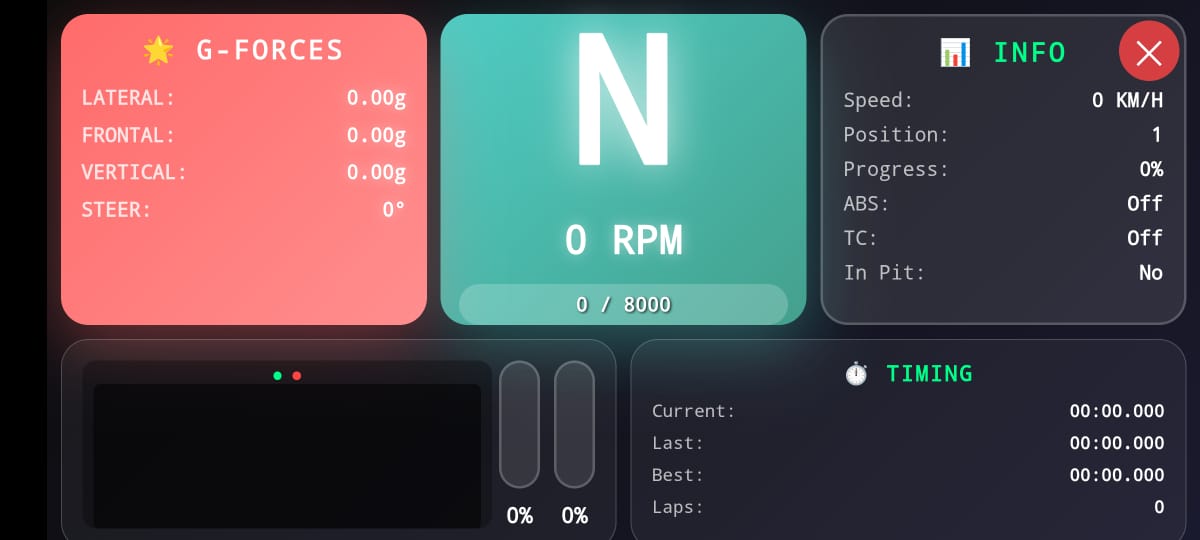 G-FORCES
LATERAL: 0.00g
FRONTAL: 0.00g
VERTICAL: 0.00g
STEER: 0°
N
0 RPM
0 / 8000
INFO
Speed: 0 KM/H
Position: 1
Progress: 0%
ABS: Off
TC: Off
In Pit: No
0% 0%
TIMING
Current: 00:00.000
Last: 00:00.000
Best: 00:00.000
Laps: 0